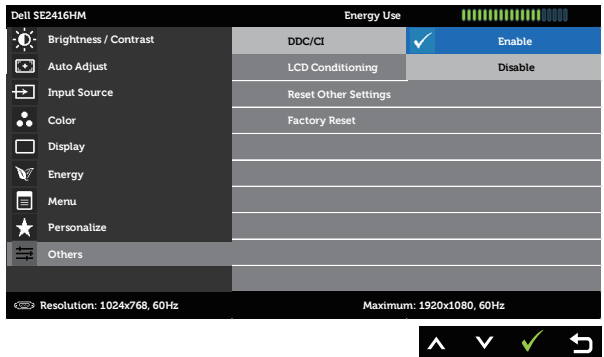 Dell SE2416HM Energy Use
Brightness / Contrast DDC/CI Enable
Auto Adjust LCD Conditioning Disable
Input Source Reset Other Settings
Color Factory Reset
Display
Energy
Menu
Personalize
Others
Resolution: 1024x768, 60Hz Maximum: 1920x1080, 60Hz